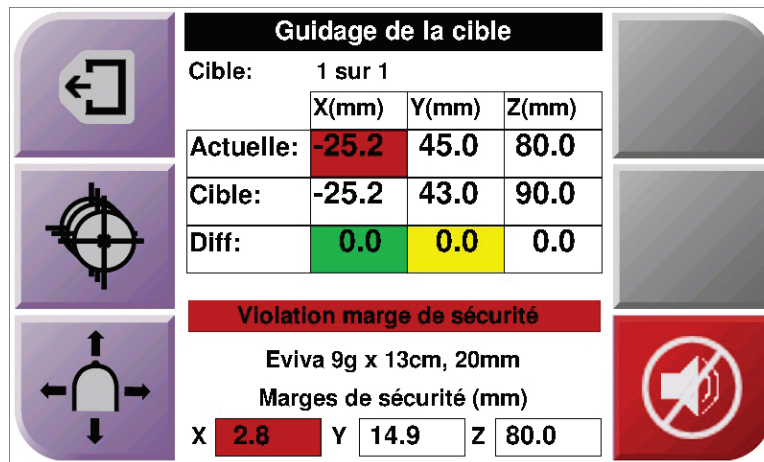 Guidage de la cible
Cible: 1 sur 1
X(mm) Y(mm) Z(mm)
Actuelle: -25.2 45.0 80.0
Cible: -25.2 43.0 90.0
Diff: 0.0 0.0 0.0
Violation marge de sécurité
Eviva 9g x 13cm, 20mm
Marges de sécurité (mm)
X 2.8 Y 14.9 Z 80.0